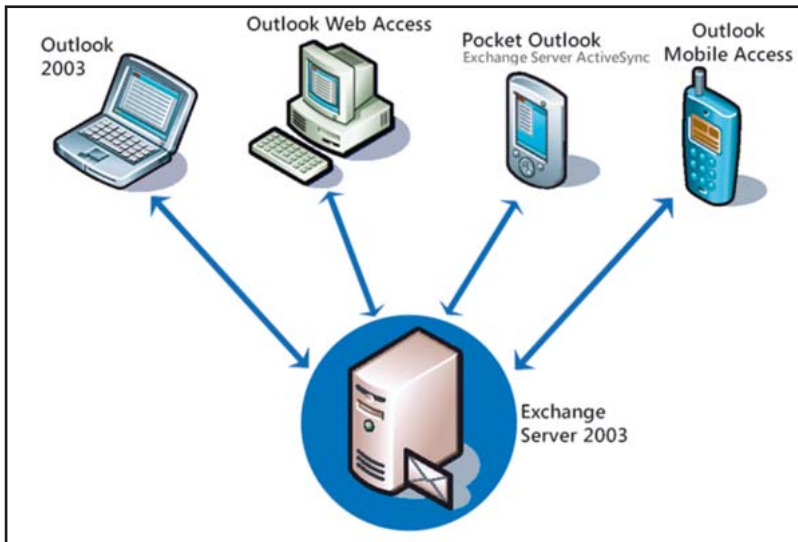 Outlook
2003
Outlook Web Access
Pocket Outlook
Exchange Server ActiveSync
Outlook
Mobile Access
Exchange
Server 2003